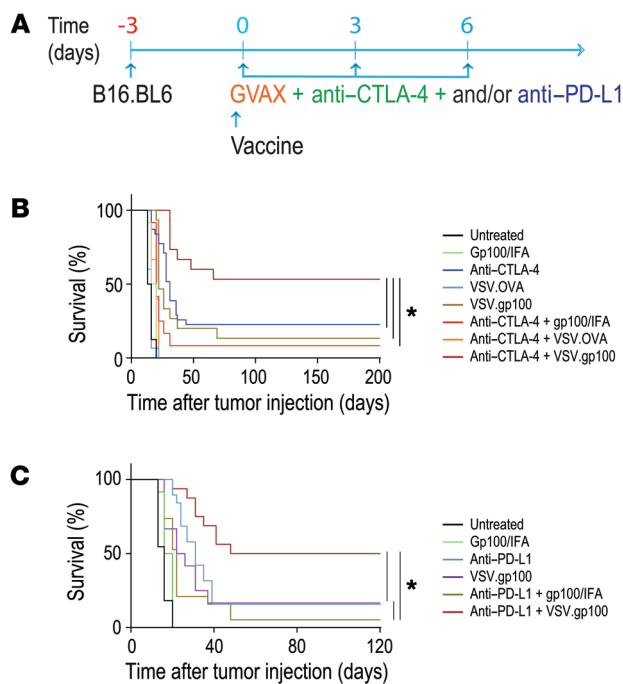 A
Time (days)
-3 0 3 6
B16.BL6
GVAX + anti–CTLA-4 + and/or anti–PD-L1
Vaccine
B
Survival (%)
100
50
0
0 50 100 150 200
Time after tumor injection (days)
Untreated
Gp100/IFA
Anti–CTLA-4
VSV.OVA
VSV.gp100
Anti–CTLA-4 + gp100/IFA
Anti–CTLA-4 + VSV.OVA
Anti–CTLA-4 + VSV.gp100
*
C
Survival (%)
100
50
0
0 40 80 120
Time after tumor injection (days)
Untreated
Gp100/IFA
Anti–PD-L1
VSV.gp100
Anti–PD-L1 + gp100/IFA
Anti–PD-L1 + VSV.gp100
*